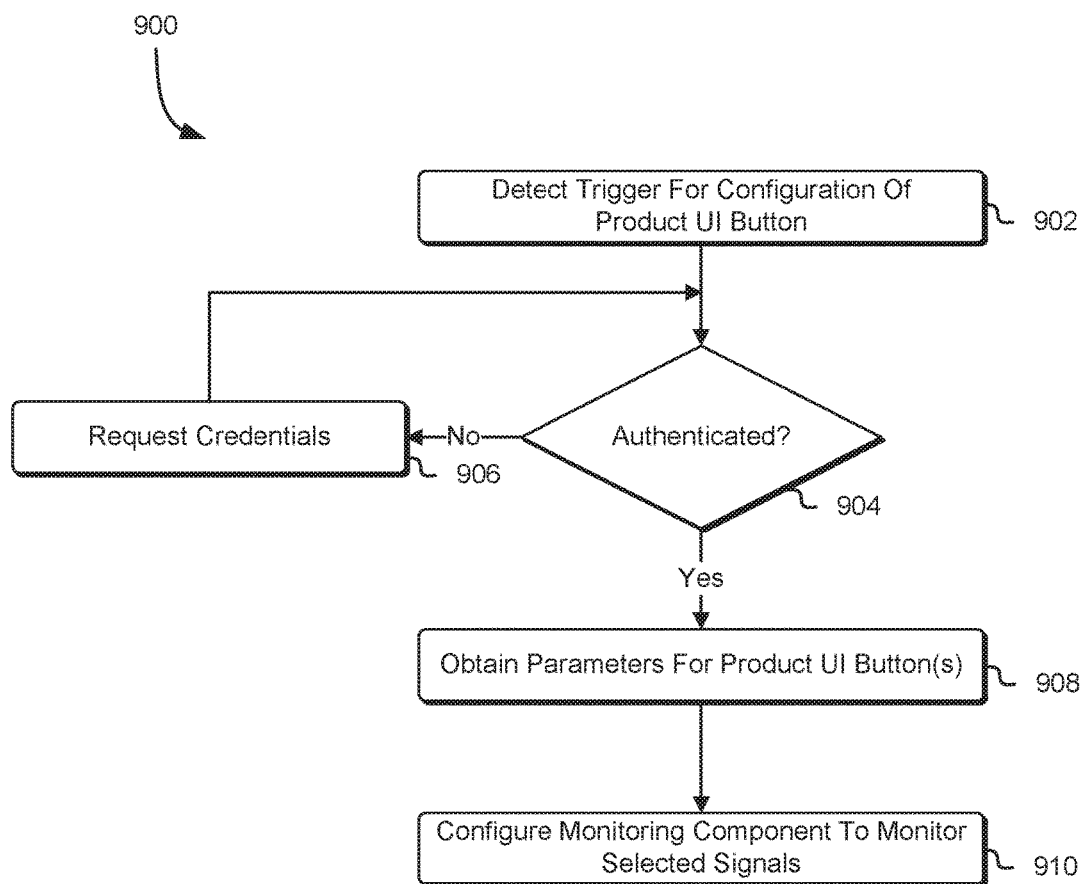 900
Detect Trigger For Configuration Of
Product UI Button
902
Request Credentials
906
No
Authenticated?
904
Yes
Obtain Parameters For Product UI Button(s)
908
Configure Monitoring Component To Monitor
Selected Signals
910